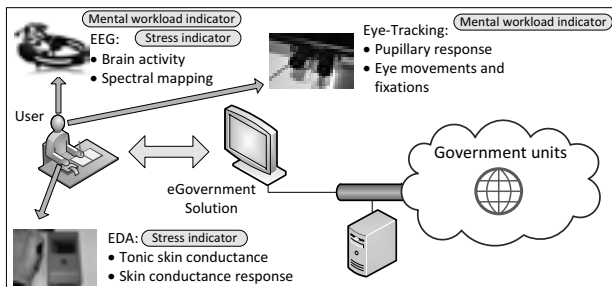 Mental workload indicator
EEG: Stress indicator
• Brain activity
• Spectral mapping
Eye-Tracking: Mental workload indicator
• Pupillary response
• Eye movements and
fixations
User
eGovernment
Solution
Government units
EDA: Stress indicator
• Tonic skin conductance
• Skin conductance response